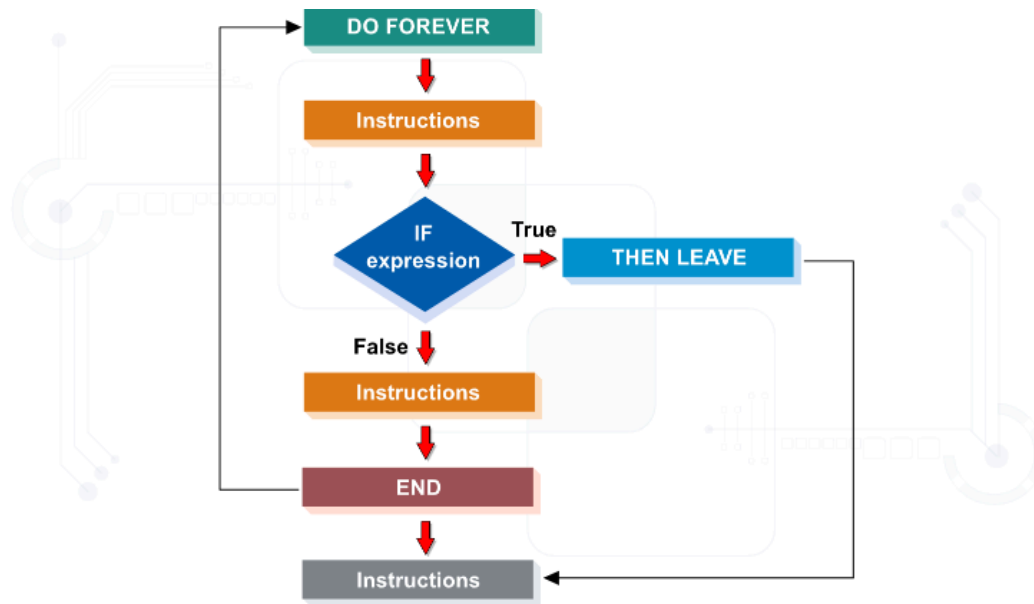 DO FOREVER
Instructions
IF
expression
True
THEN LEAVE
False
Instructions
END
Instructions